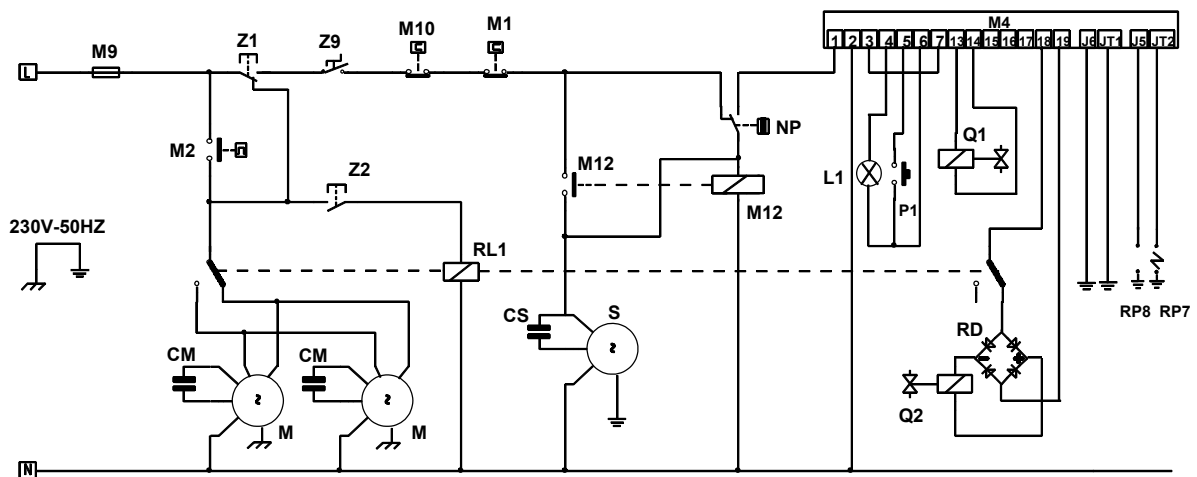 M4
M10 M1
Z1 Z9
M9
1 2 3 4 5 6 7 13 14 15 16 17 18 19 J6 JT1 J5 JT2
L
NP
Q1
M2
Z2
M12
L1
P1
M12
230V-50HZ
RL1
RP8 RP7
CS S
RD
CM CM
Q2
M M
N